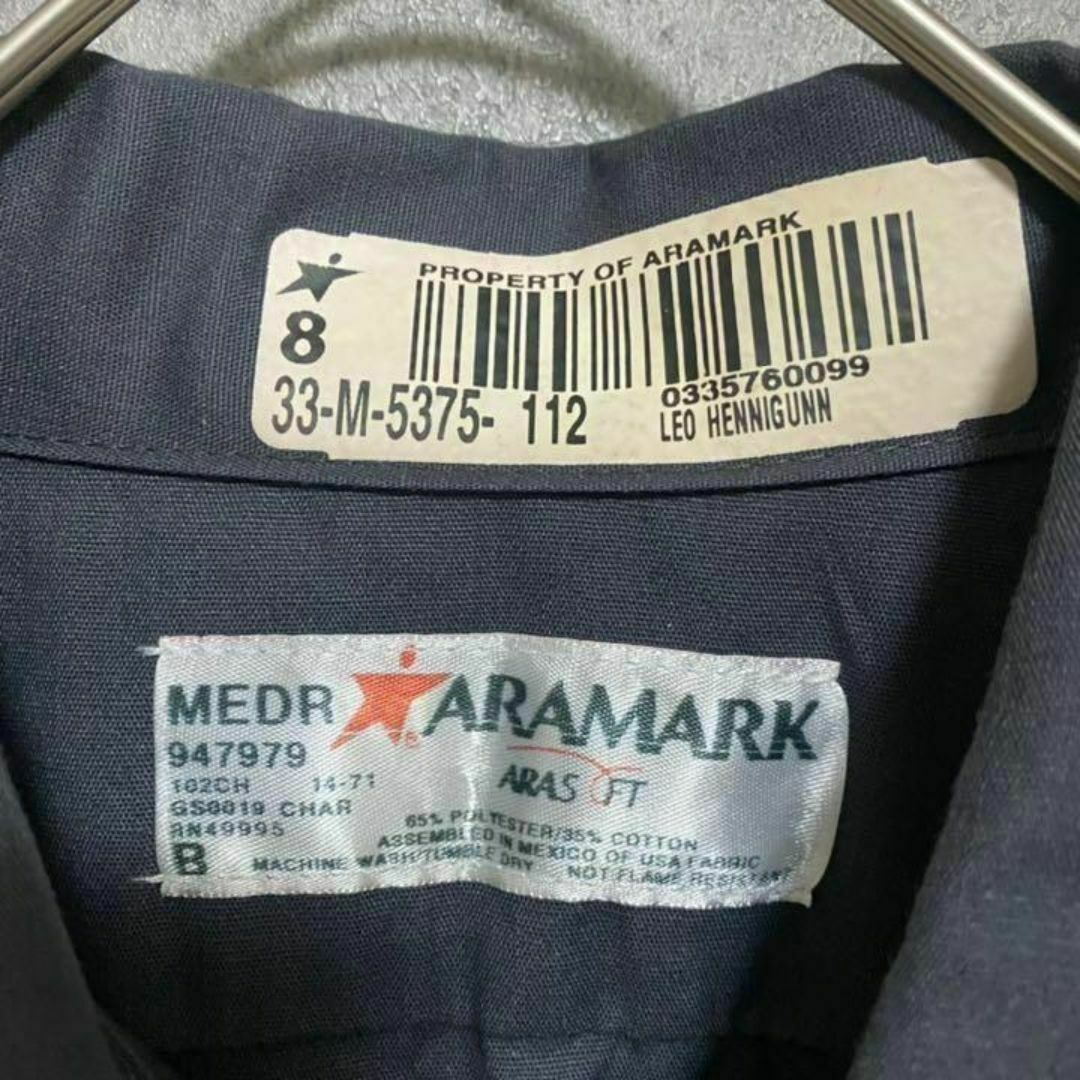 PROPERTY OF ARAMARK
8
0335760099
33-M-5375- 112
LEO HENNIGUNN
MEDR ARAMARK
947979
ARASOFT
102CH 14-71
GS0019 CHAR
RN49995
65% POLYESTER/35% COTTON
ASSEMBLED IN MEXICO OF USA FABRIC
B
MACHINE WASH/TUMBLE DRY NOT FLAME RESISTANT